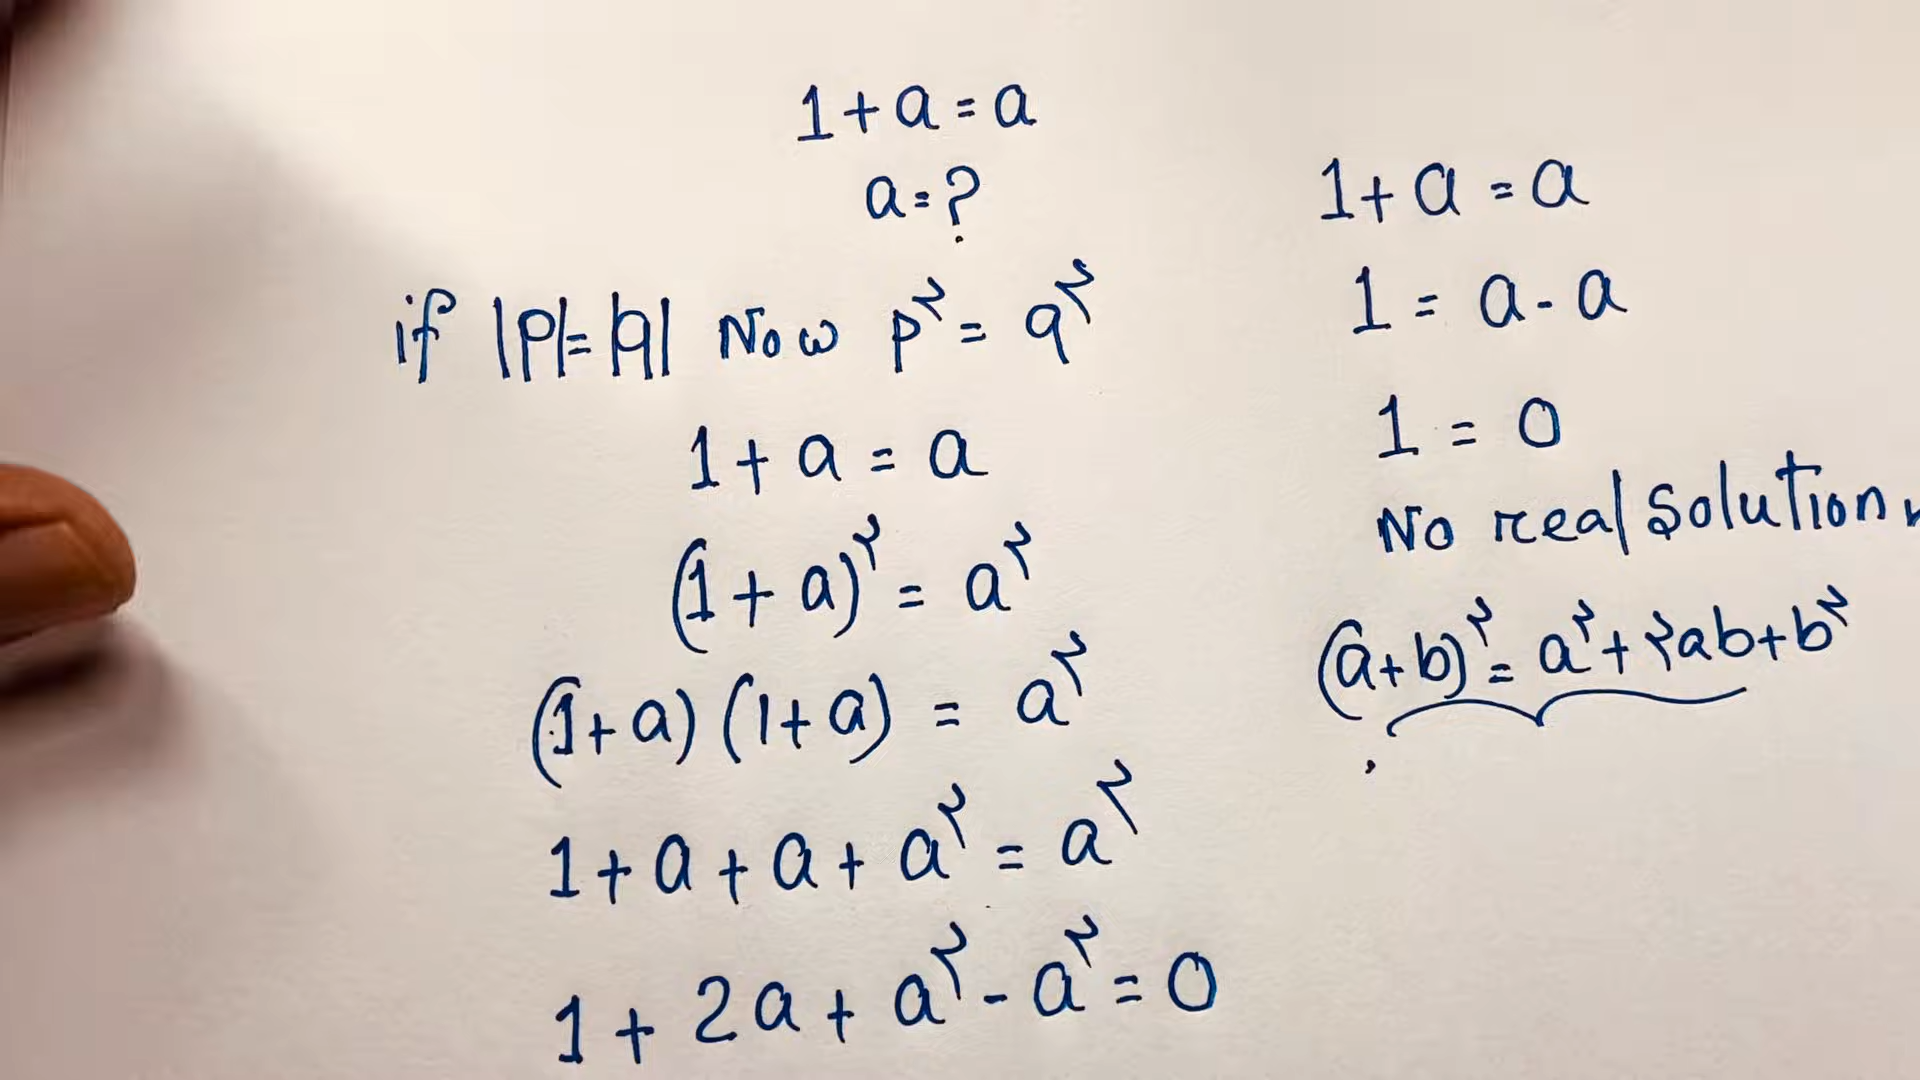 1+a=a
a=?
if |p|=|q| Now p²=q²
1+a=a
(1+a)²=a²
(1+a)(1+a)=a²
1+a+a+a²=a²
1+2a+a²-a²=0
1+a=a
1=a-a
1=0
No real solution
(a+b)²=a²+2ab+b²